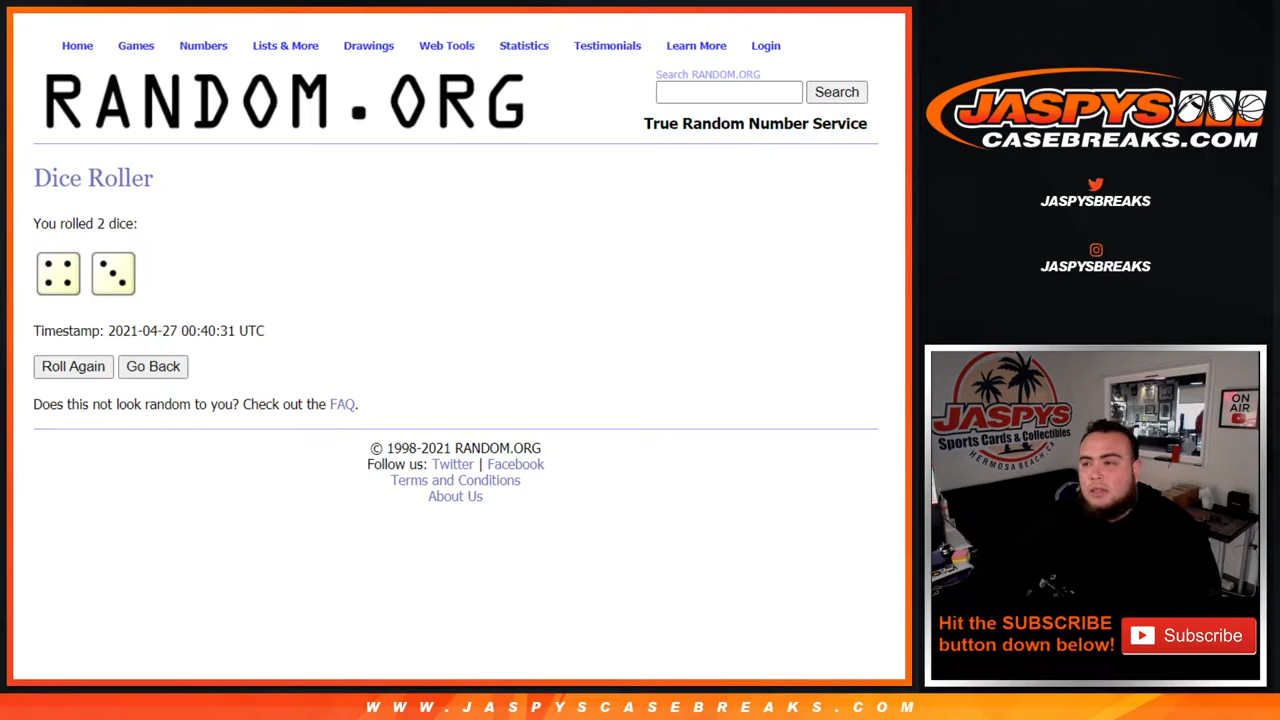 Home Games Numbers Lists & More Drawings Web Tools Statistics Testimonials Learn More Login
RANDOM.ORG
Search RANDOM.ORG
Search
True Random Number Service
Dice Roller
You rolled 2 dice:
Timestamp: 2021-04-27 00:40:31 UTC
Roll Again Go Back
Does this not look random to you? Check out the FAQ.
© 1998-2021 RANDOM.ORG
Follow us: Twitter | Facebook
Terms and Conditions
About Us
JASPYS
CASEBREAKS.COM
JASPYSBREAKS
JASPYSBREAKS
JASPYS
Sports Cards & Collectibles
HERMOSA BEACH, CA
ON
AIR
Hit the SUBSCRIBE
button down below!
Subscribe
WWW.JASPYSCASEBREAKS.COM